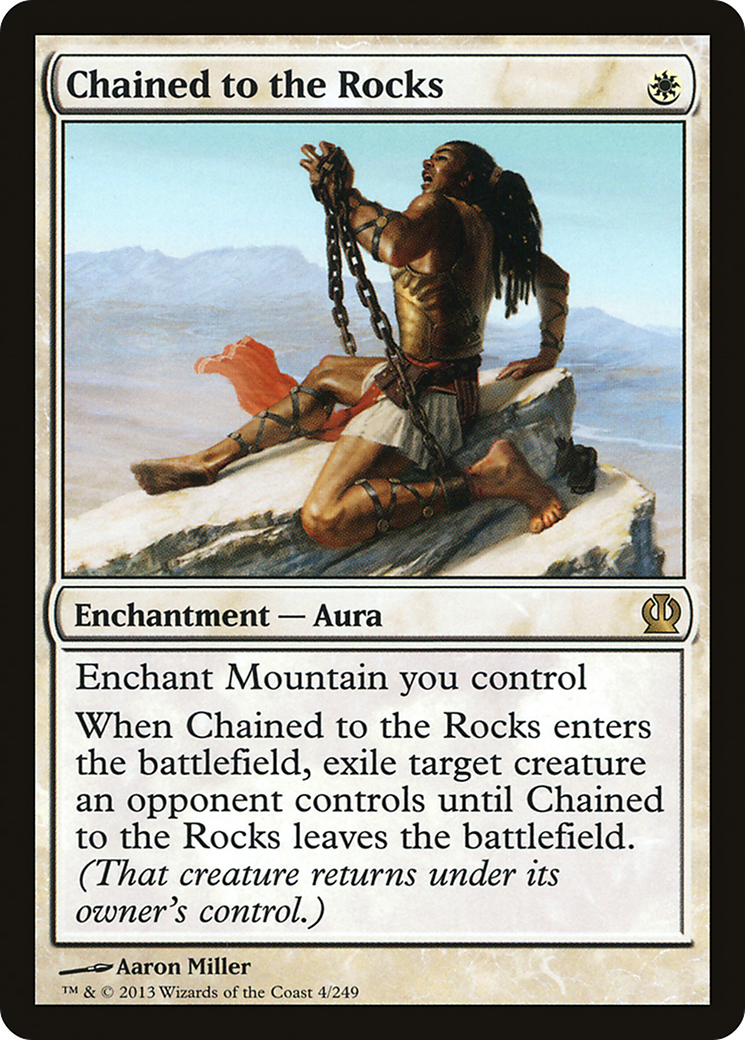 Chained to the Rocks
Enchantment — Aura
Enchant Mountain you control
When Chained to the Rocks enters
the battlefield, exile target creature
an opponent controls until Chained
to the Rocks leaves the battlefield.
(That creature returns under its
owner's control.)
Aaron Miller
™ & © 2013 Wizards of the Coast 4/249